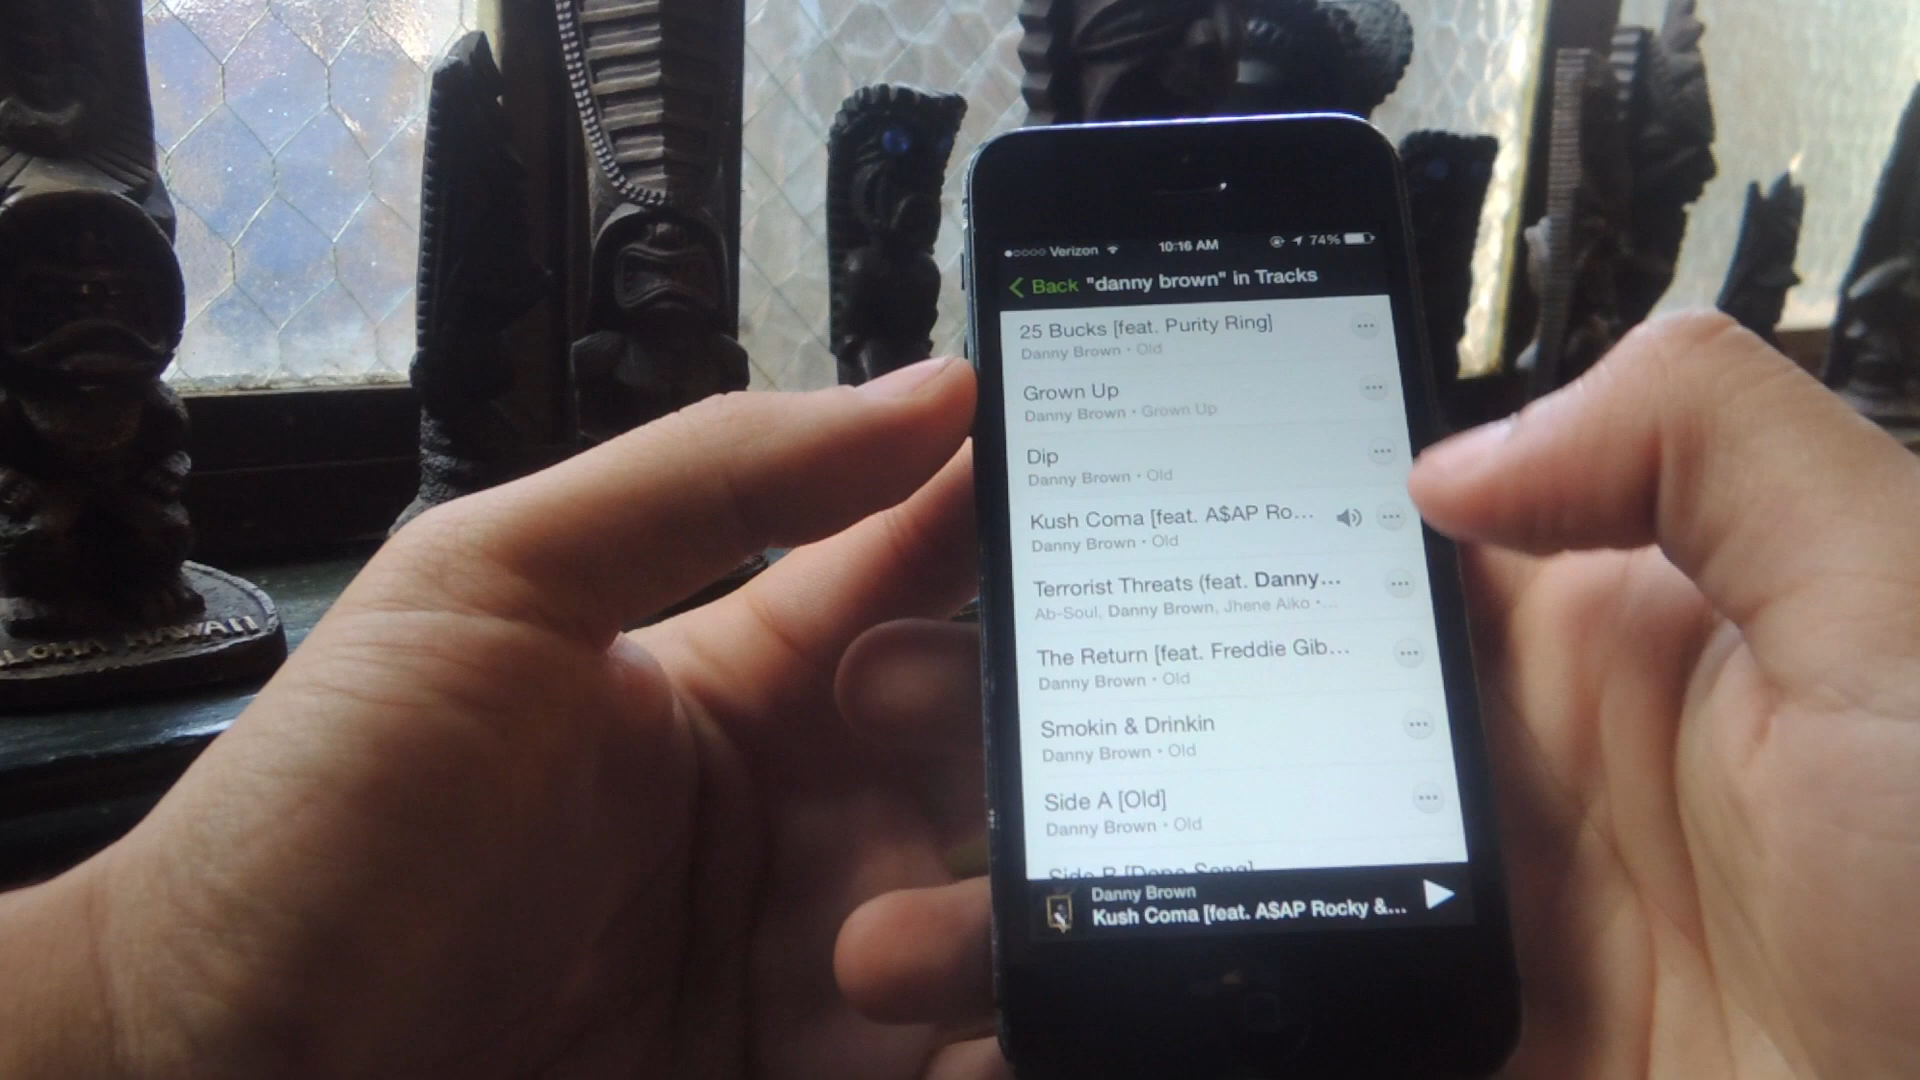 Verizon 10:16 AM 74%
Back "danny brown" in Tracks
25 Bucks [feat. Purity Ring]
Danny Brown • Old
Grown Up
Danny Brown • Grown Up
Dip
Danny Brown • Old
Kush Coma [feat. A$AP Ro...
Danny Brown • Old
Terrorist Threats (feat. Danny...
Ab-Soul, Danny Brown, Jhene Aiko •...
The Return [feat. Freddie Gib...
Danny Brown • Old
Smokin & Drinkin
Danny Brown • Old
Side A [Old]
Danny Brown • Old
Side B [Dope Song]
Danny Brown
Kush Coma [feat. A$AP Rocky &...
ALOHA HAWAII